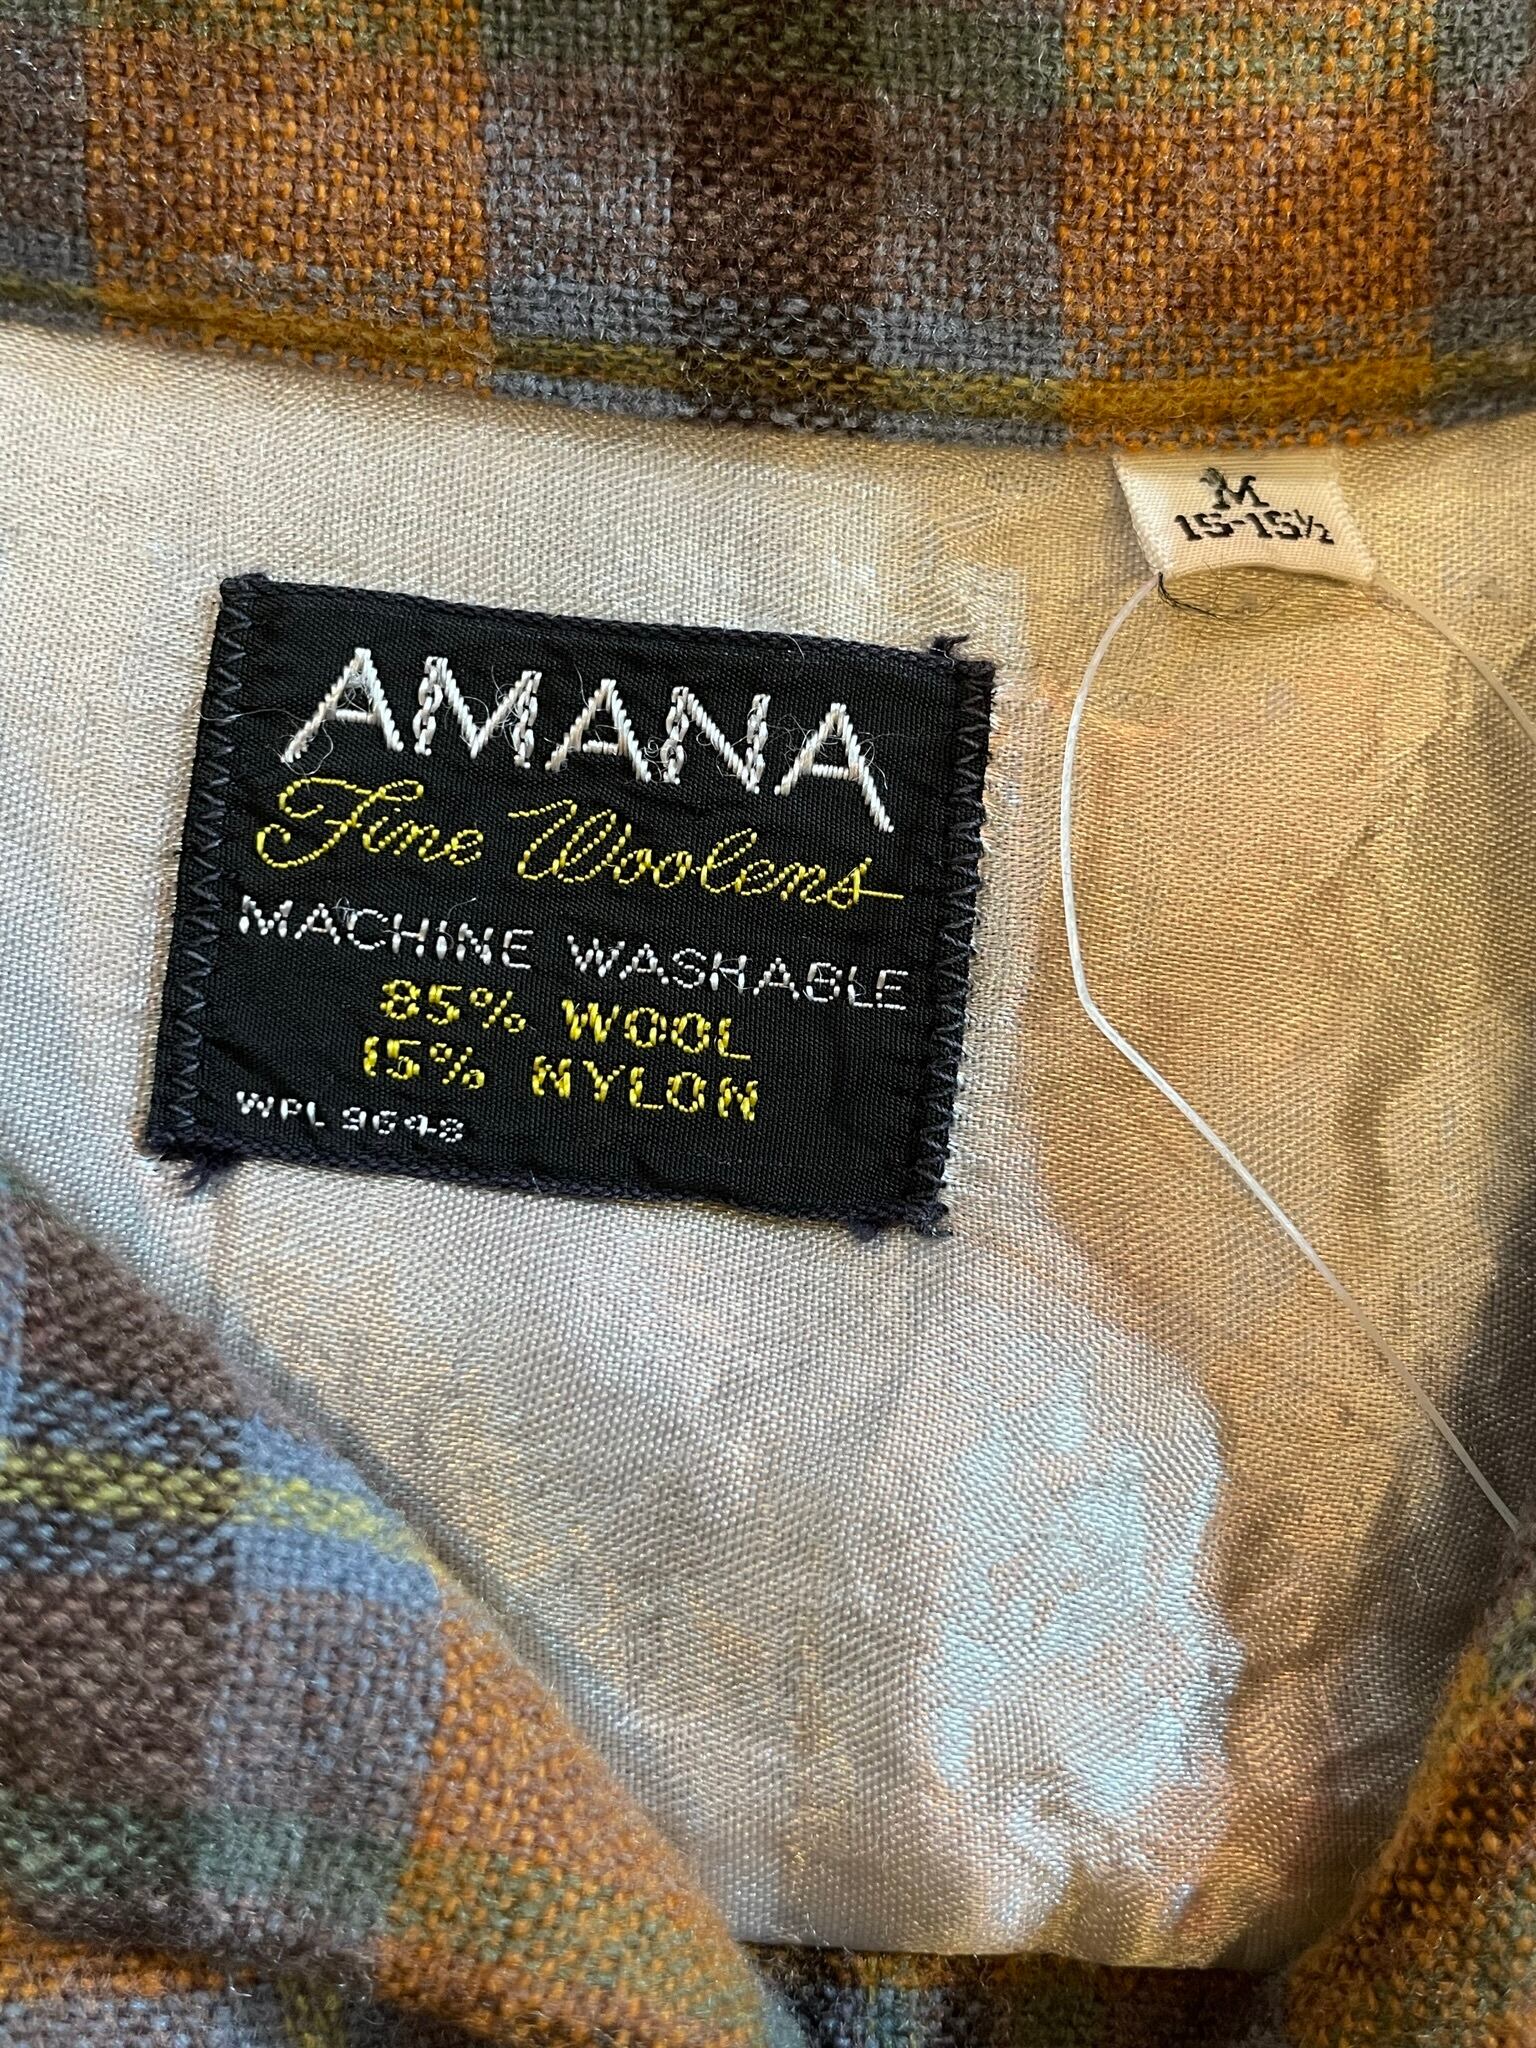 M
15-15½
AMANA
Fine Woolens
MACHINE WASHABLE
85% WOOL
15% NYLON
WPL 9648